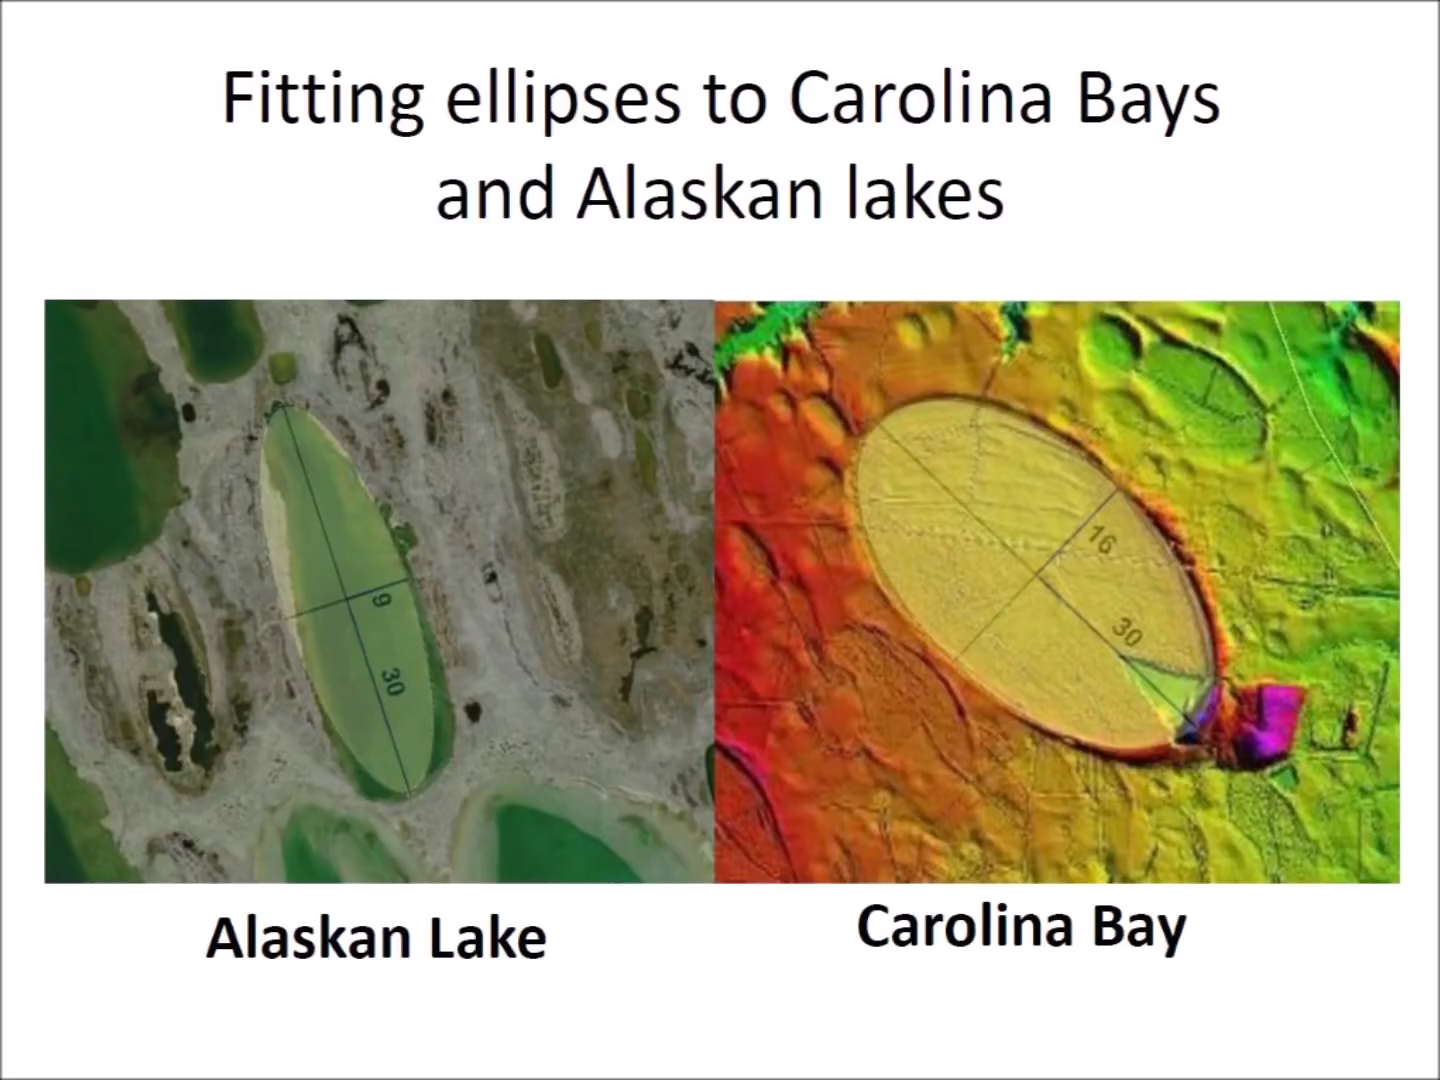 Fitting ellipses to Carolina Bays
and Alaskan lakes
9
30
16
30
Alaskan Lake
Carolina Bay